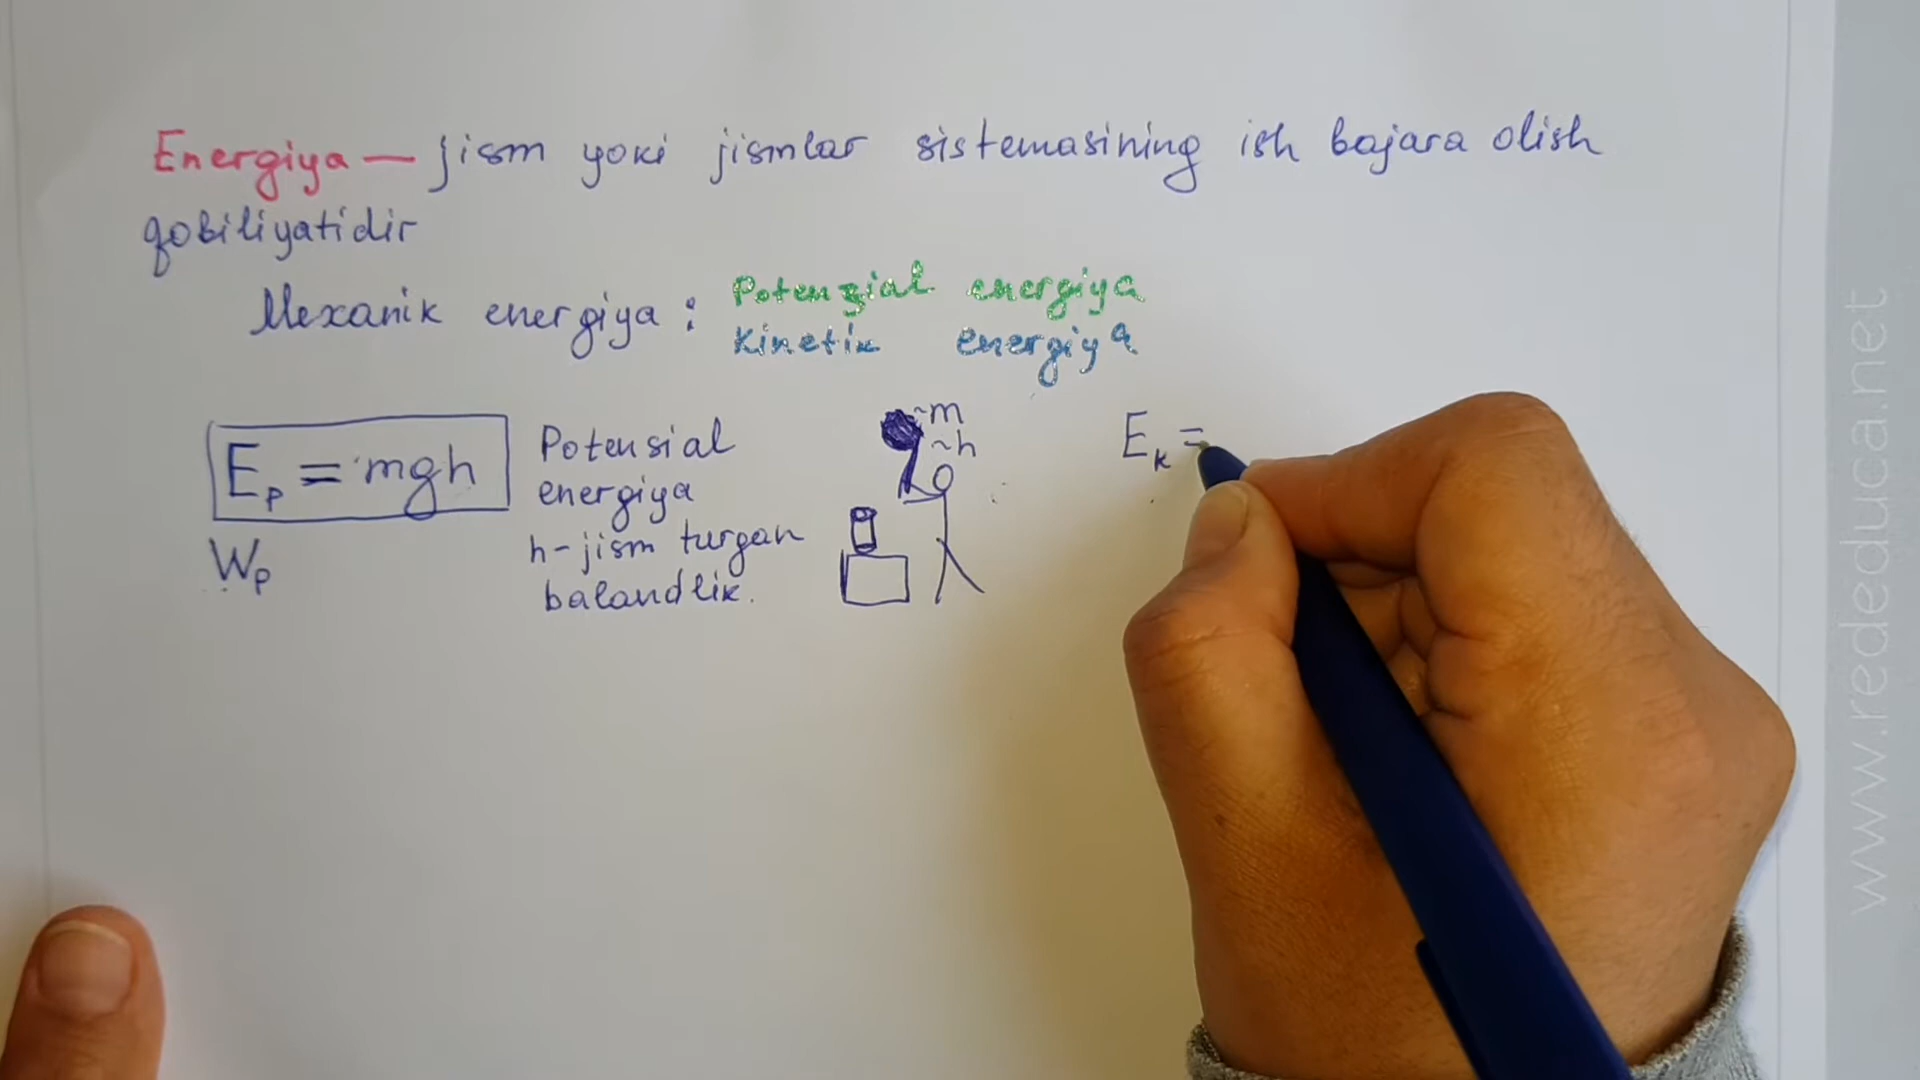 Energiya — jism yoki jismlar sistemasining ish bajara olish
qobiliyatidir
Mexanik energiya :
Potenzial energiya
Kinetik energiya
Ep = mgh
Wp
Potensial
energiya
h-jism turgan
balandlik.
~m
~h
Ek =
www.rededuca.net